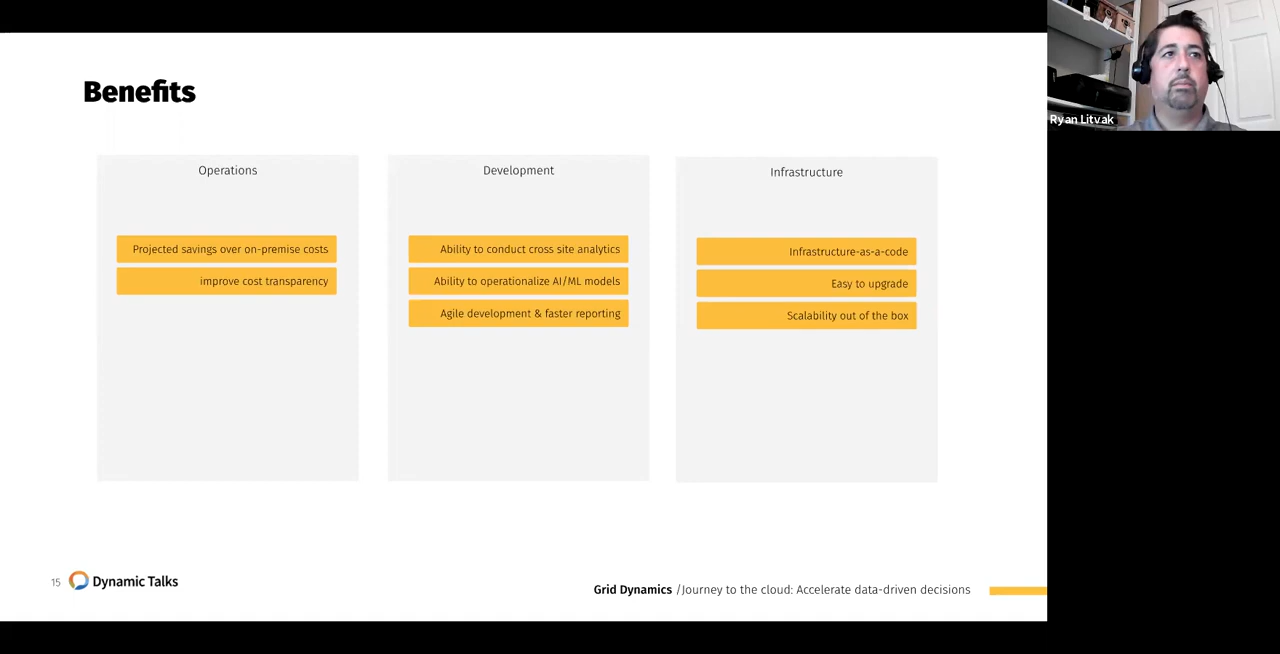 Benefits
Ryan Litvak
Operations
Projected savings over on-premise costs
improve cost transparency
Development
Ability to conduct cross site analytics
Ability to operationalize AI/ML models
Agile development & faster reporting
Infrastructure
Infrastructure-as-a-code
Easy to upgrade
Scalability out of the box
15 Dynamic Talks
Grid Dynamics /Journey to the cloud: Accelerate data-driven decisions